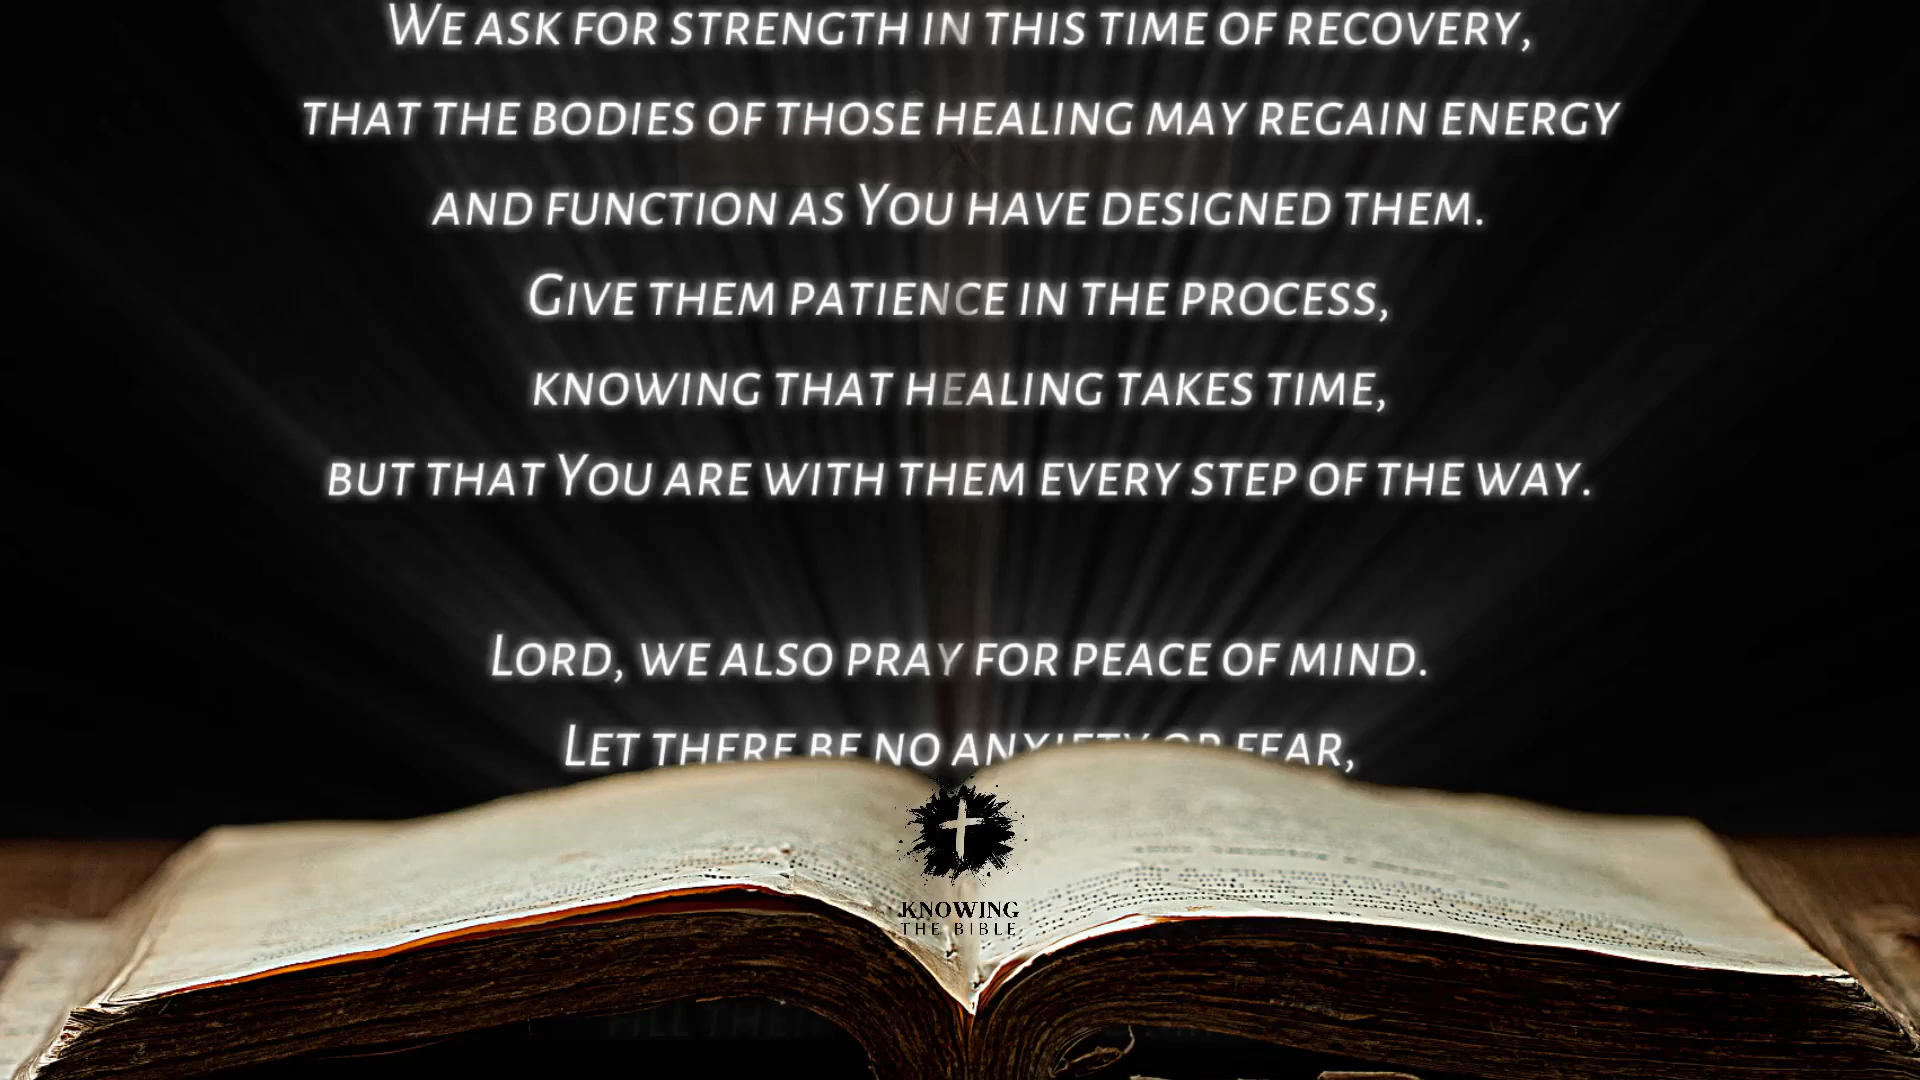 We ask for strength in this time of recovery,
that the bodies of those healing may regain energy
and function as You have designed them.
Give them patience in the process,
knowing that healing takes time,
but that You are with them every step of the way.
Lord, we also pray for peace of mind.
Let there be no anxiety or fear,
KNOWING
THE BIBLE